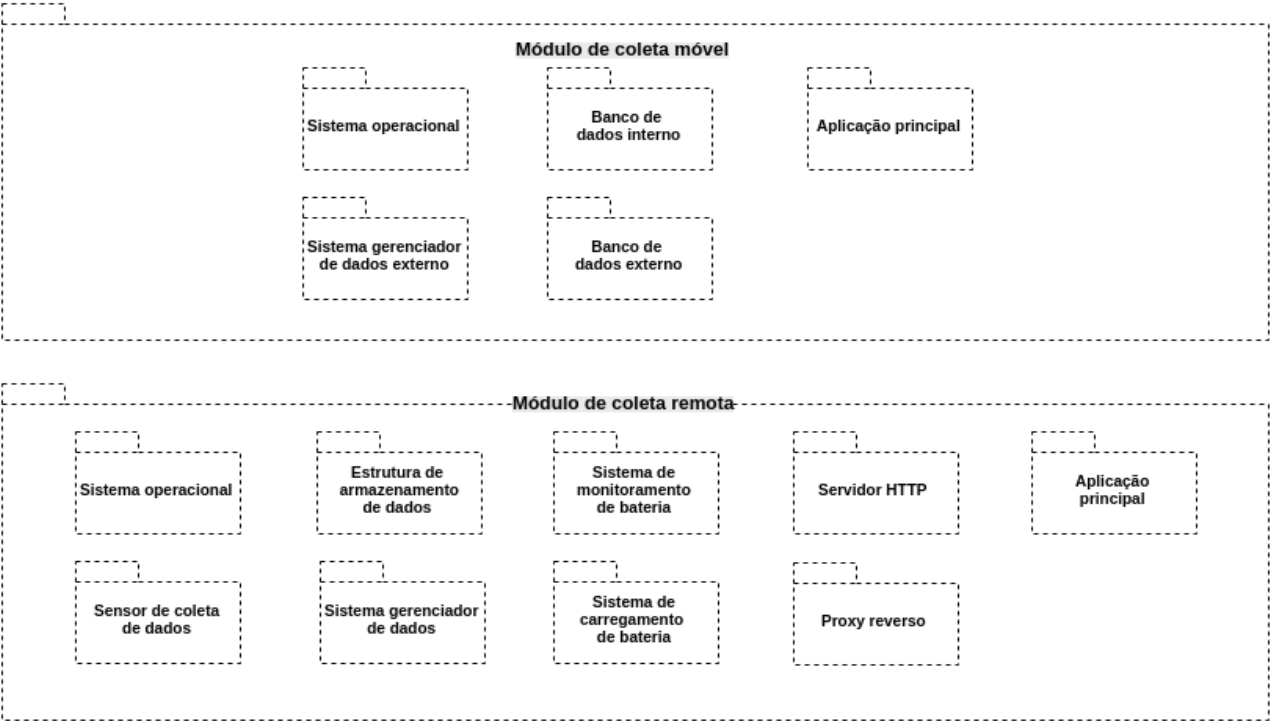 Módulo de coleta móvel
Sistema operacional
Banco de
dados interno
Aplicação principal
Sistema gerenciador
de dados externo
Banco de
dados externo
Módulo de coleta remota
Sistema operacional
Estrutura de
armazenamento
de dados
Sistema de
monitoramento
de bateria
Servidor HTTP
Aplicação
principal
Sensor de coleta
de dados
Sistema gerenciador
de dados
Sistema de
carregamento
de bateria
Proxy reverso